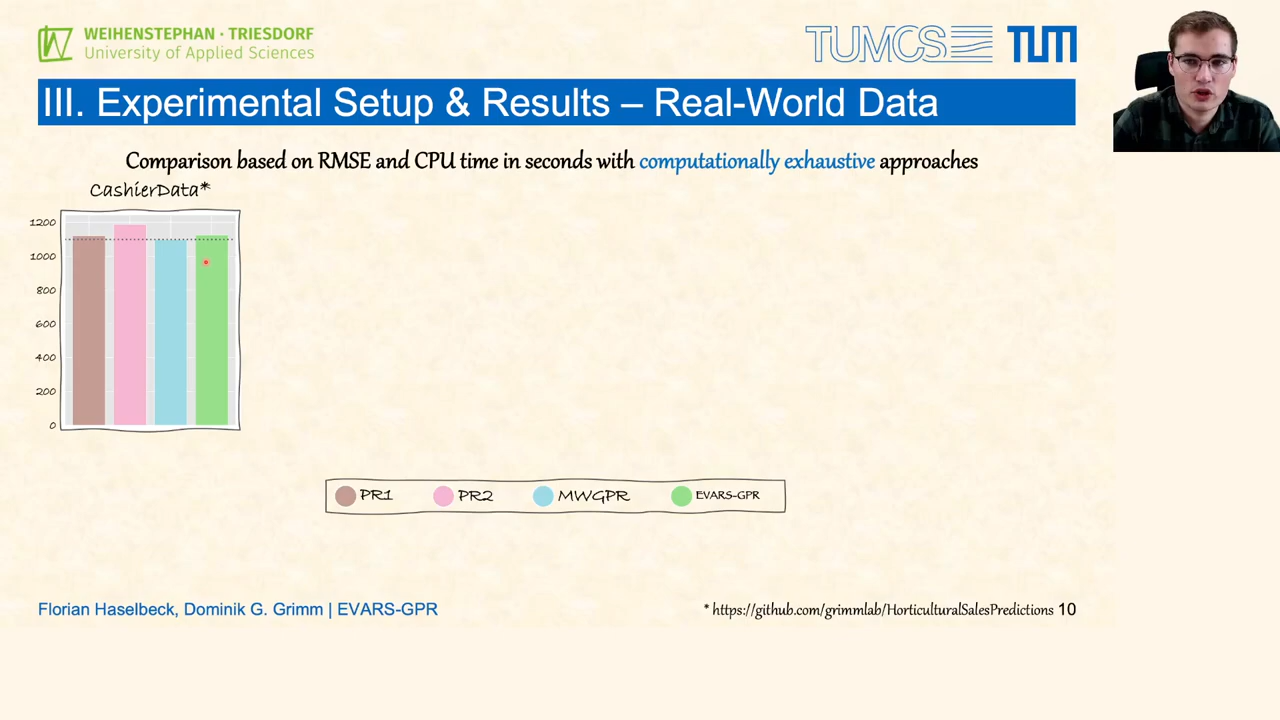 WEIHENSTEPHAN · TRIESDORF
University of Applied Sciences
TUMCS
TUM
III. Experimental Setup & Results – Real-World Data
Comparison based on RMSE and CPU time in seconds with computationally exhaustive approaches
CashierData*
1200
1000
800
600
400
200
0
PR1 PR2 MWGPR EVARS-GPR
Florian Haselbeck, Dominik G. Grimm | EVARS-GPR
* https://github.com/grimmlab/HorticulturalSalesPredictions 10